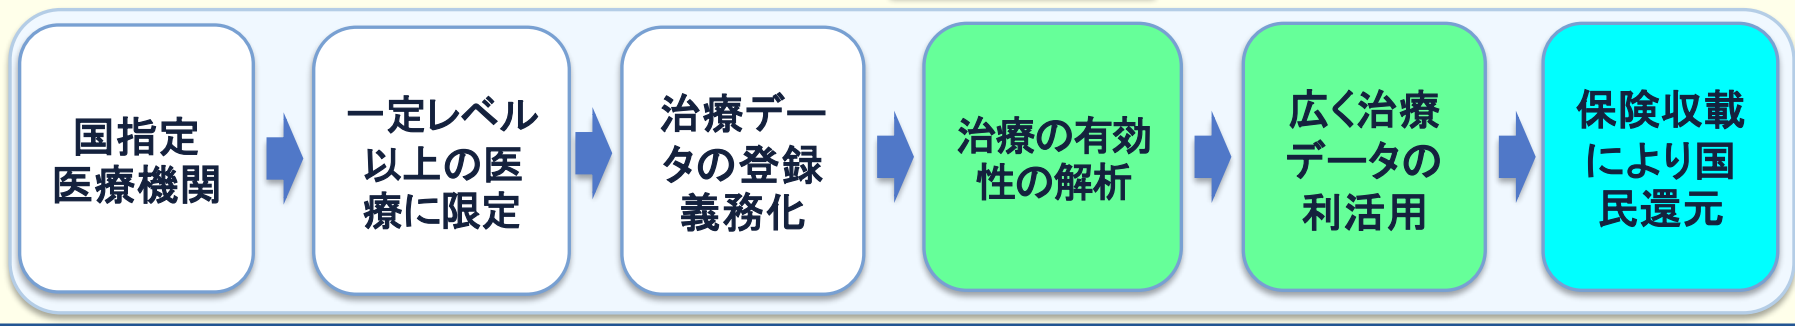 国指定
医療機関
一定レベル
以上の医
療に限定
治療デー
タの登録
義務化
治療の有効
性の解析
広く治療
データの
利活用
保険収載
により国
民還元